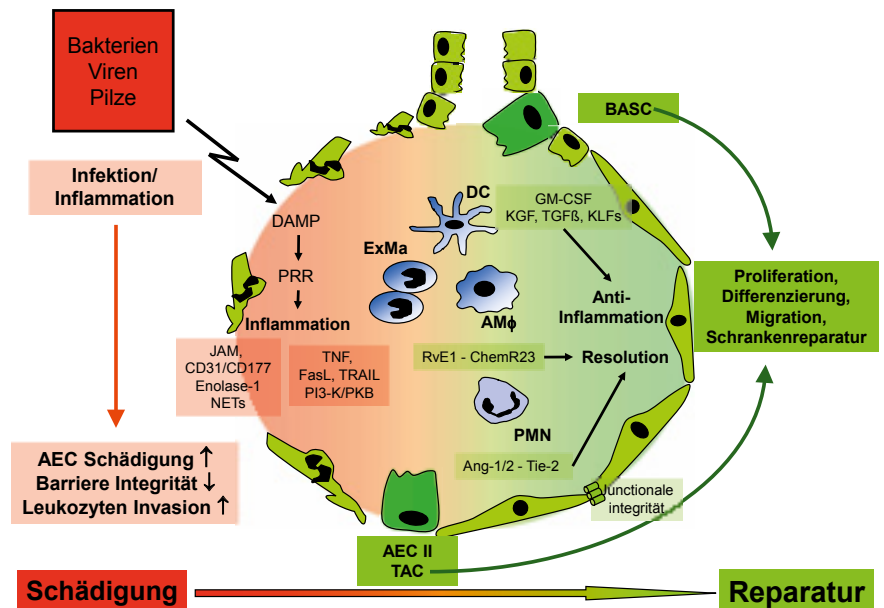 Bakterien
Viren
Pilze
Infektion/
Inflammation
DAMP
PRR
Inflammation
JAM,
CD31/CD177
Enolase-1
NETs
TNF,
FasL, TRAIL
PI3-K/PKB
AEC Schädigung ↑
Barriere Integrität ↓
Leukozyten Invasion ↑
DC
ExMa
AMϕ
PMN
GM-CSF
KGF, TGFß, KLFs
Anti-
Inflammation
RvE1 - ChemR23
Resolution
Ang-1/2 - Tie-2
Junctionale
integrität
BASC
Proliferation,
Differenzierung,
Migration,
Schrankenreparatur
AEC II
TAC
Schädigung
Reparatur